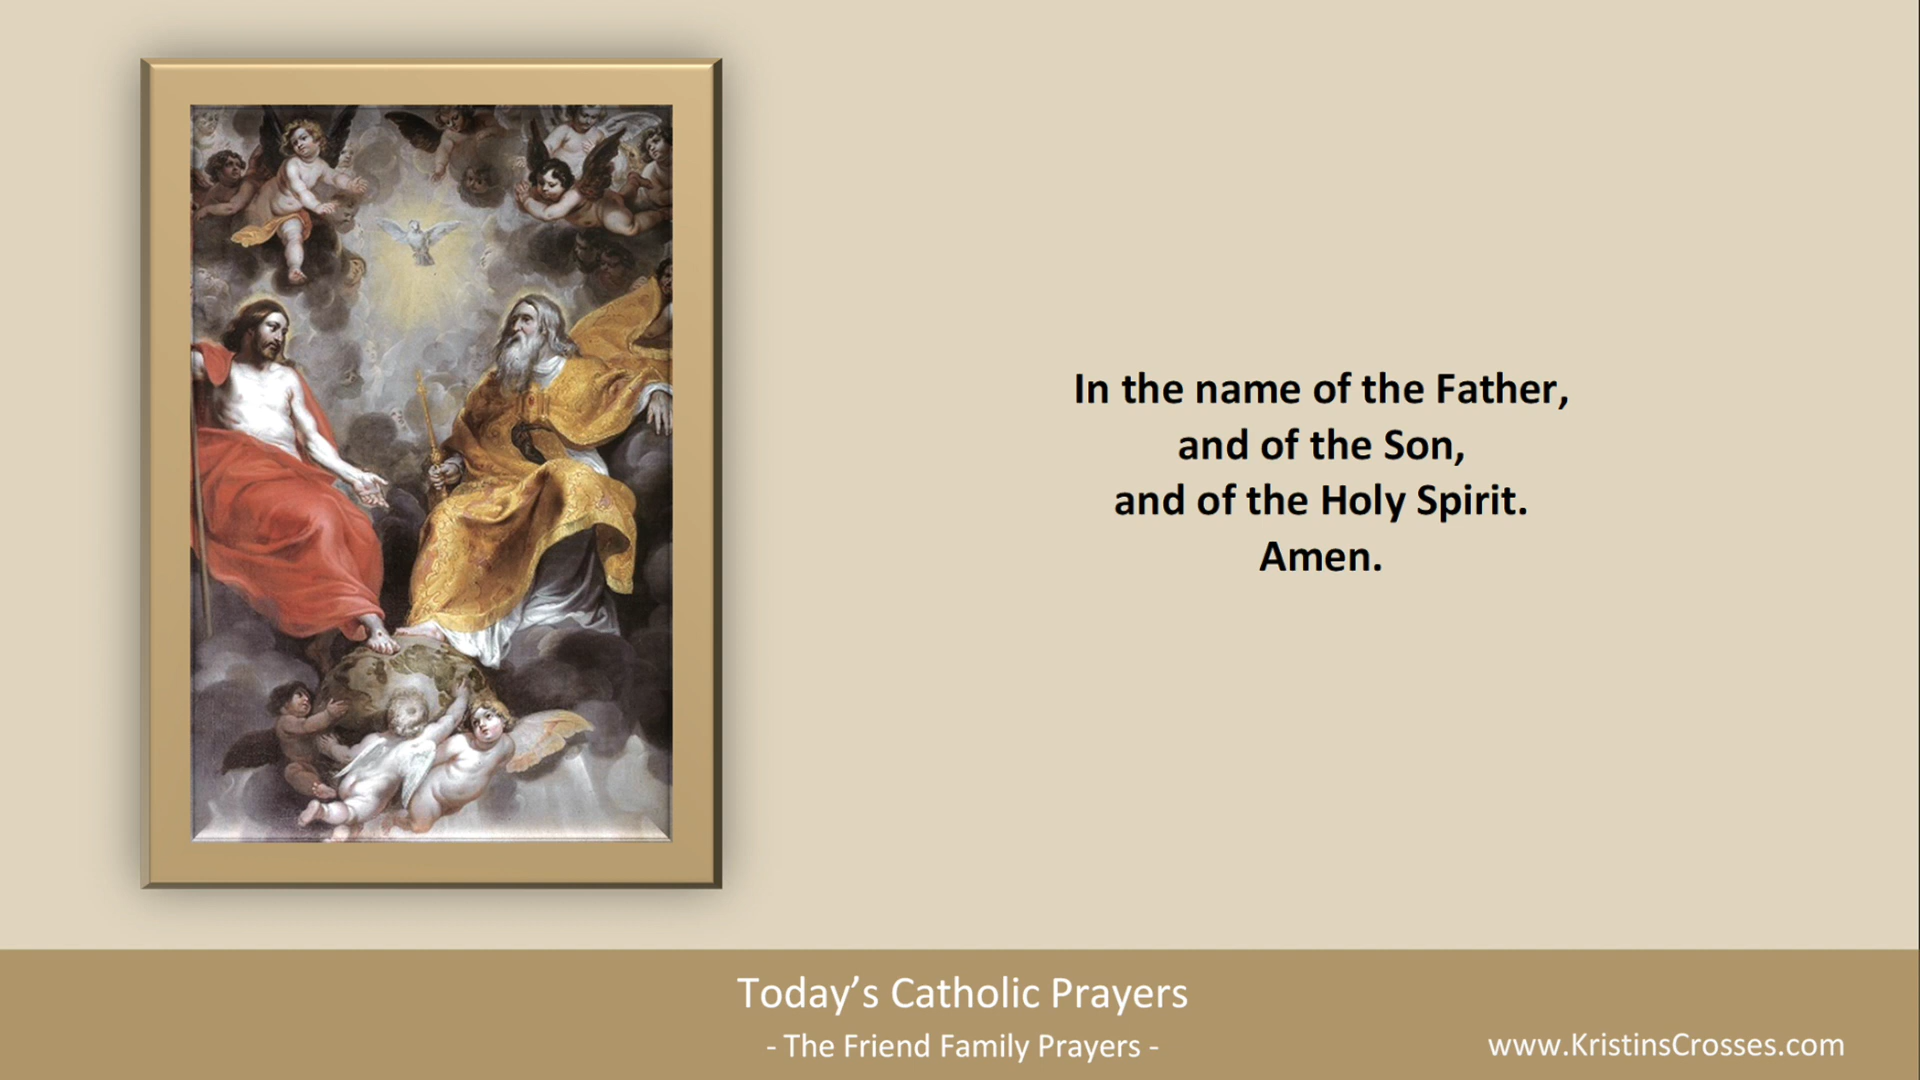 In the name of the Father,
and of the Son,
and of the Holy Spirit.
Amen.
Today’s Catholic Prayers
- The Friend Family Prayers -
www.KristinsCrosses.com